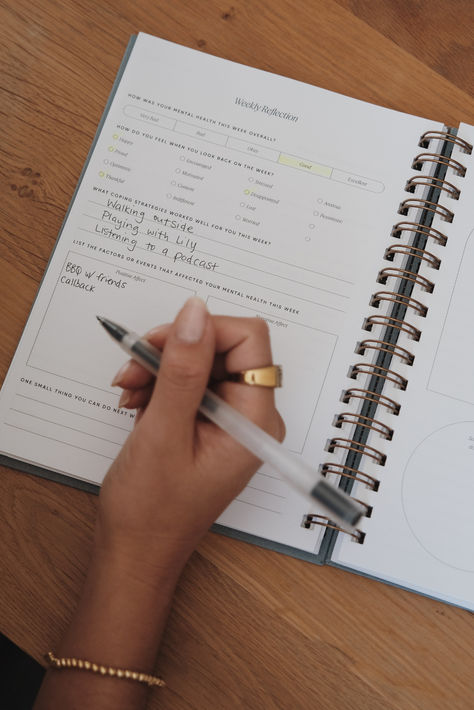 Weekly Reflection
HOW WAS YOUR MENTAL HEALTH THIS WEEK OVERALL?
Very Bad Bad Okay Good Excellent
HOW DO YOU FEEL WHEN YOU LOOK BACK ON THE WEEK?
Happy Encouraged Stressed Anxious
Proud Motivated Disappointed Pessimistic
Optimistic Content Lost
Thankful Indifferent Worried
WHAT COPING STRATEGIES WORKED WELL FOR YOU THIS WEEK?
Walking outside
Playing with Lily
Listening to a podcast
LIST THE FACTORS OR EVENTS THAT AFFECTED YOUR MENTAL HEALTH THIS WEEK
Positive Affect Negative Affect
BBQ w/ friends
Callback
ONE SMALL THING YOU CAN DO